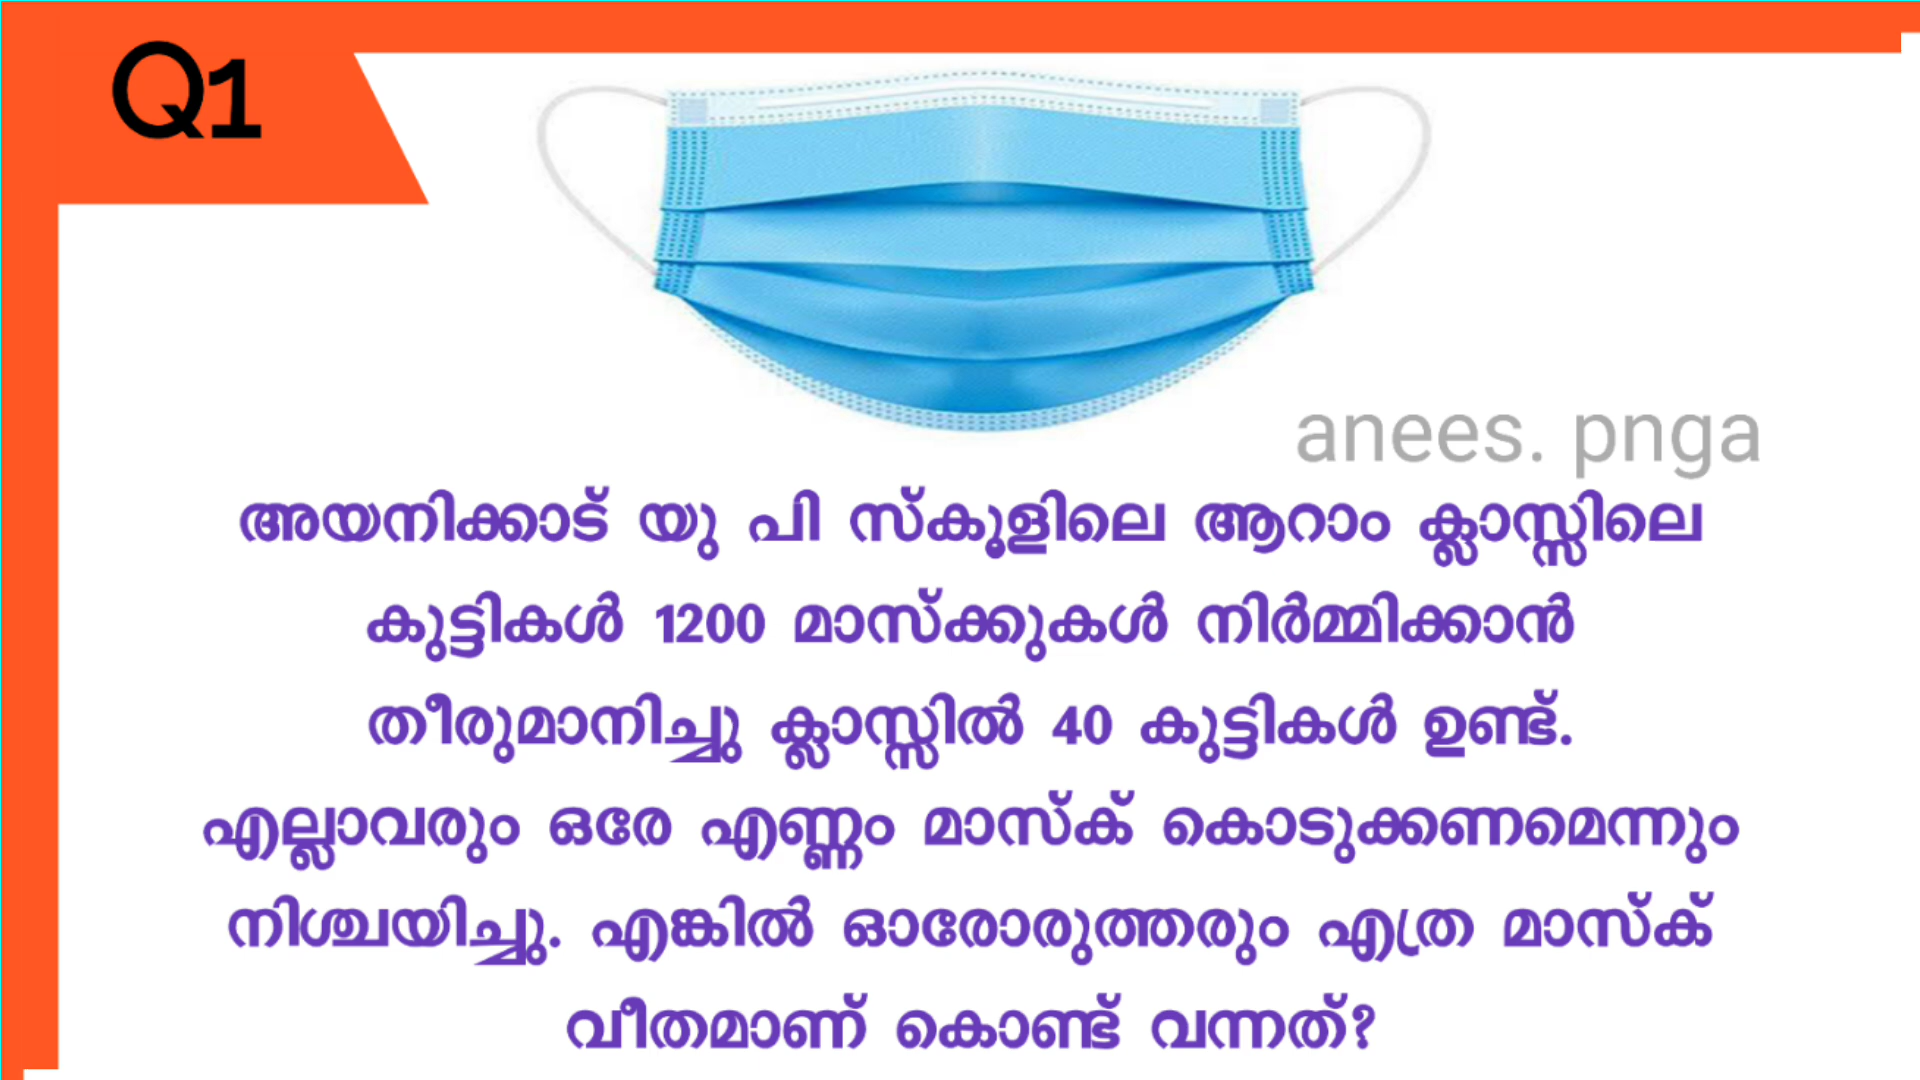 Q1
anees. pnga
അയനിക്കാട് യു പി സ്കൂളിലെ ആറാം ക്ലാസ്സിലെ
കുട്ടികൾ 1200 മാസ്ക്കുകൾ നിർമ്മിക്കാൻ
തീരുമാനിച്ചു ക്ലാസ്സിൽ 40 കുട്ടികൾ ഉണ്ട്.
എല്ലാവരും ഒരേ എണ്ണം മാസ്ക് കൊടുക്കണമെന്നും
നിശ്ചയിച്ചു. എങ്കിൽ ഓരോരുത്തരും എത്ര മാസ്ക്
വീതമാണ് കൊണ്ട് വന്നത്?